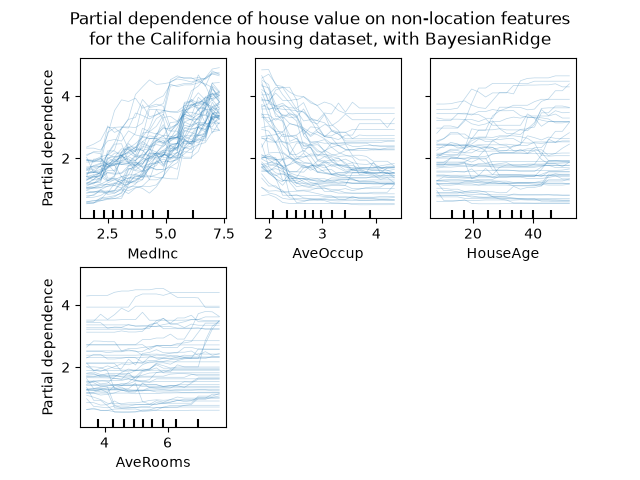 Partial dependence of house value on non-location features
for the California housing dataset, with BayesianRidge
Partial dependence
4
2
2.5 5.0 7.5
MedInc
2 3 4
AveOccup
20 40
HouseAge
Partial dependence
4
2
4 6
AveRooms